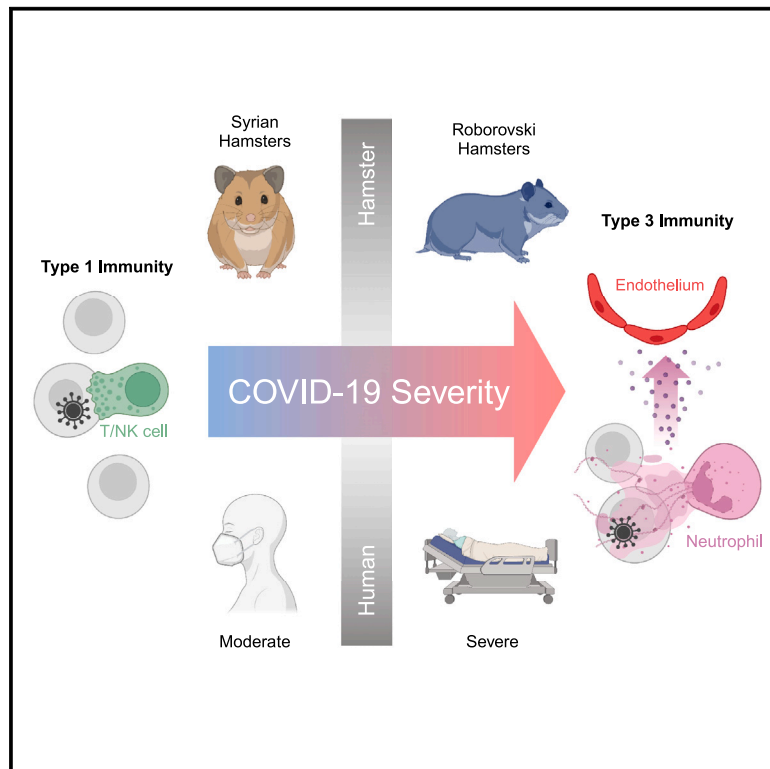 Syrian
Hamsters
Hamster
Roborovski
Hamsters
Type 1 Immunity
Type 3 Immunity
Endothelium
COVID-19 Severity
T/NK cell
Neutrophil
Human
Moderate
Severe